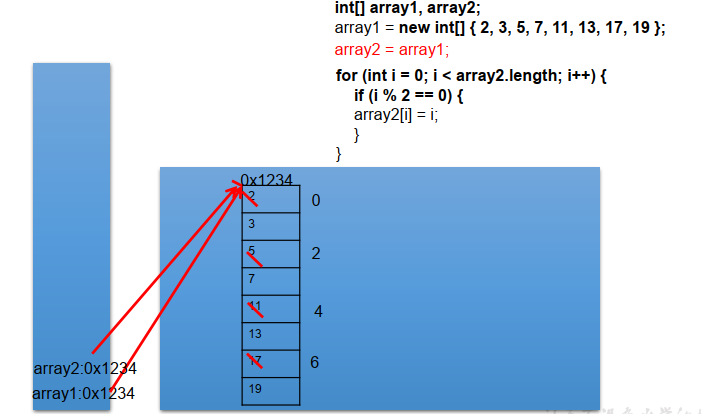 int[] array1, array2;
array1 = new int[] { 2, 3, 5, 7, 11, 13, 17, 19 };
array2 = array1;
for (int i = 0; i < array2.length; i++) {
if (i % 2 == 0) {
array2[i] = i;
}
}
0x1234
2 0
3
5 2
7
11 4
13
17 6
19
array2:0x1234
array1:0x1234